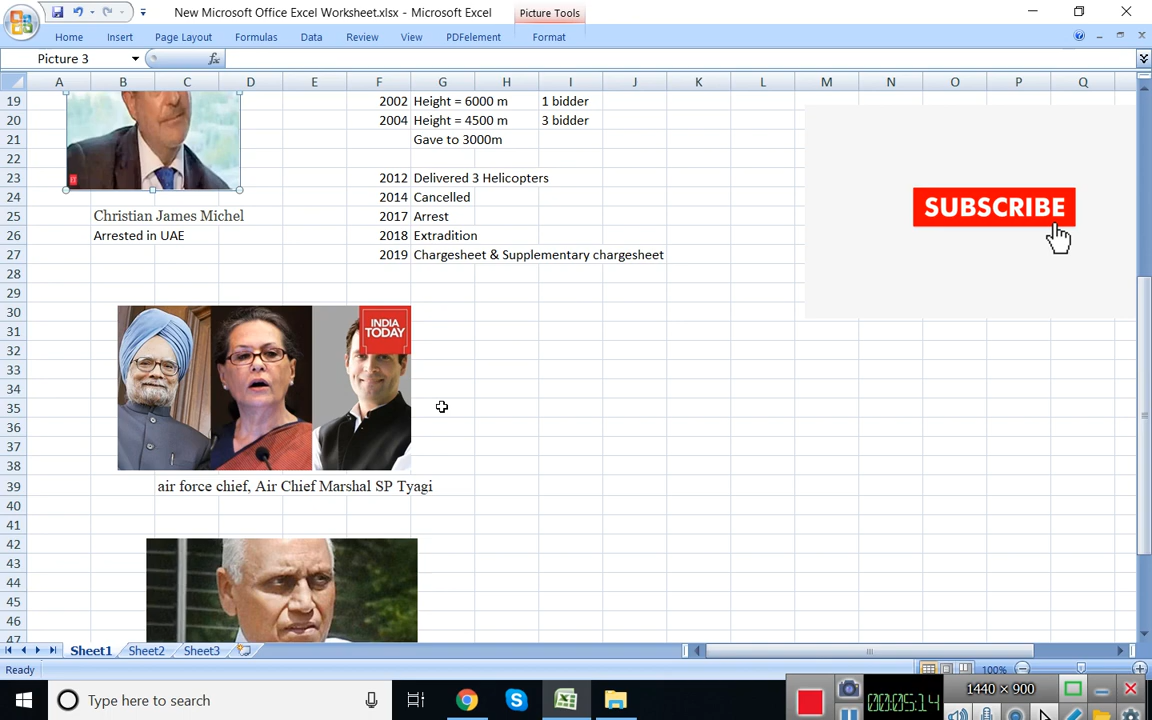 New Microsoft Office Excel Worksheet.xlsx - Microsoft Excel
Picture Tools
Home Insert Page Layout Formulas Data Review View PDFelement Format
Picture 3 fx
A B C D E F G H I J K L M N O P Q
19 2002 Height = 6000 m 1 bidder
20 2004 Height = 4500 m 3 bidder
21 Gave to 3000m
22
23 2012 Delivered 3 Helicopters
24 2014 Cancelled
25 Christian James Michel 2017 Arrest
26 Arrested in UAE 2018 Extradition
27 2019 Chargesheet & Supplementary chargesheet
SUBSCRIBE
28
29
30
31
INDIA
TODAY
32
33
34
35
36
37
38
39 air force chief, Air Chief Marshal SP Tyagi
40
41
42
43
44
45
46
47
Sheet1 Sheet2 Sheet3
Ready 100%
Type here to search
00:05:14
1440 × 900